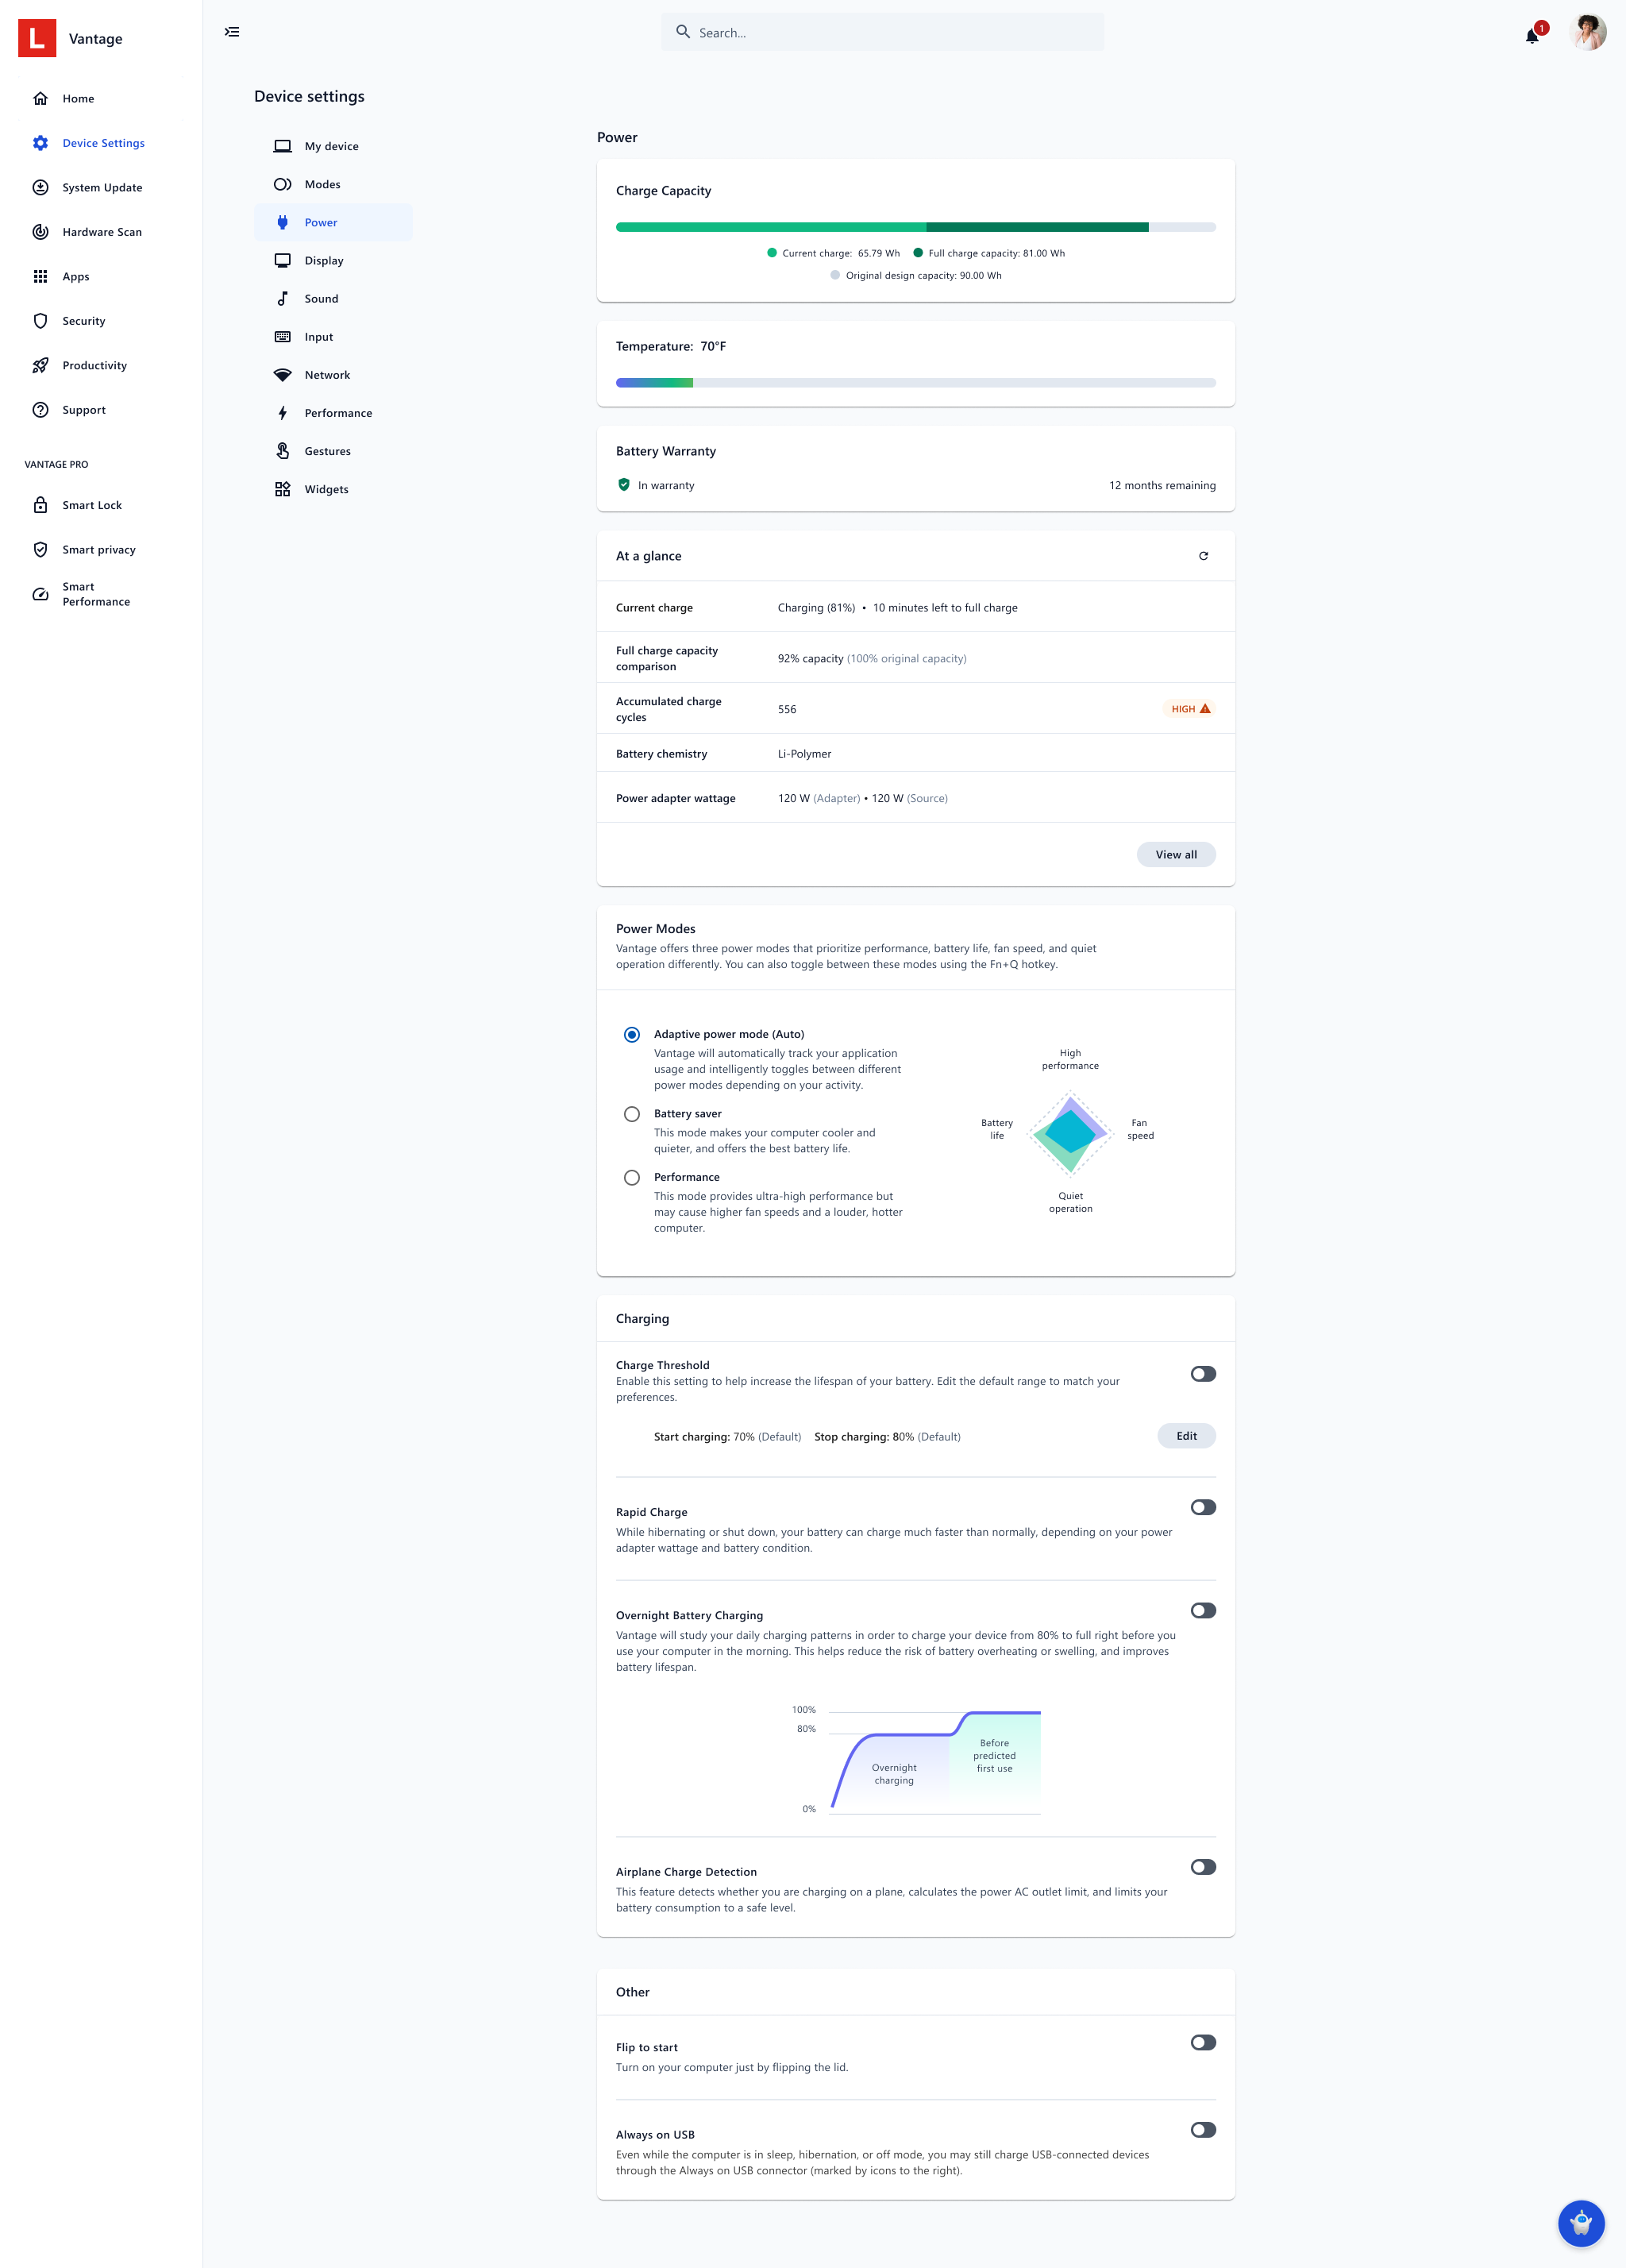 L
Vantage
Search...
1
Home
Device Settings
System Update
Hardware Scan
Apps
Security
Productivity
Support
VANTAGE PRO
Smart Lock
Smart privacy
Smart
Performance
Device settings
My device
Modes
Power
Display
Sound
Input
Network
Performance
Gestures
Widgets
Power
Charge Capacity
Current charge: 65.79 Wh Full charge capacity: 81.00 Wh
Original design capacity: 90.00 Wh
Temperature: 70°F
Battery Warranty
In warranty 12 months remaining
At a glance
Current charge Charging (81%) • 10 minutes left to full charge
Full charge capacity
comparison
92% capacity (100% original capacity)
Accumulated charge
cycles
556 HIGH
Battery chemistry Li-Polymer
Power adapter wattage 120 W (Adapter) • 120 W (Source)
View all
Power Modes
Vantage offers three power modes that prioritize performance, battery life, fan speed, and quiet
operation differently. You can also toggle between these modes using the Fn+Q hotkey.
Adaptive power mode (Auto)
Vantage will automatically track your application
usage and intelligently toggles between different
power modes depending on your activity.
Battery saver
This mode makes your computer cooler and
quieter, and offers the best battery life.
Performance
This mode provides ultra-high performance but
may cause higher fan speeds and a louder, hotter
computer.
High
performance
Battery
life
Fan
speed
Quiet
operation
Charging
Charge Threshold
Enable this setting to help increase the lifespan of your battery. Edit the default range to match your
preferences.
Start charging: 70% (Default) Stop charging: 80% (Default)
Edit
Rapid Charge
While hibernating or shut down, your battery can charge much faster than normally, depending on your power
adapter wattage and battery condition.
Overnight Battery Charging
Vantage will study your daily charging patterns in order to charge your device from 80% to full right before you
use your computer in the morning. This helps reduce the risk of battery overheating or swelling, and improves
battery lifespan.
100%
80%
0%
Overnight
charging
Before
predicted
first use
Airplane Charge Detection
This feature detects whether you are charging on a plane, calculates the power AC outlet limit, and limits your
battery consumption to a safe level.
Other
Flip to start
Turn on your computer just by flipping the lid.
Always on USB
Even while the computer is in sleep, hibernation, or off mode, you may still charge USB-connected devices
through the Always on USB connector (marked by icons to the right).